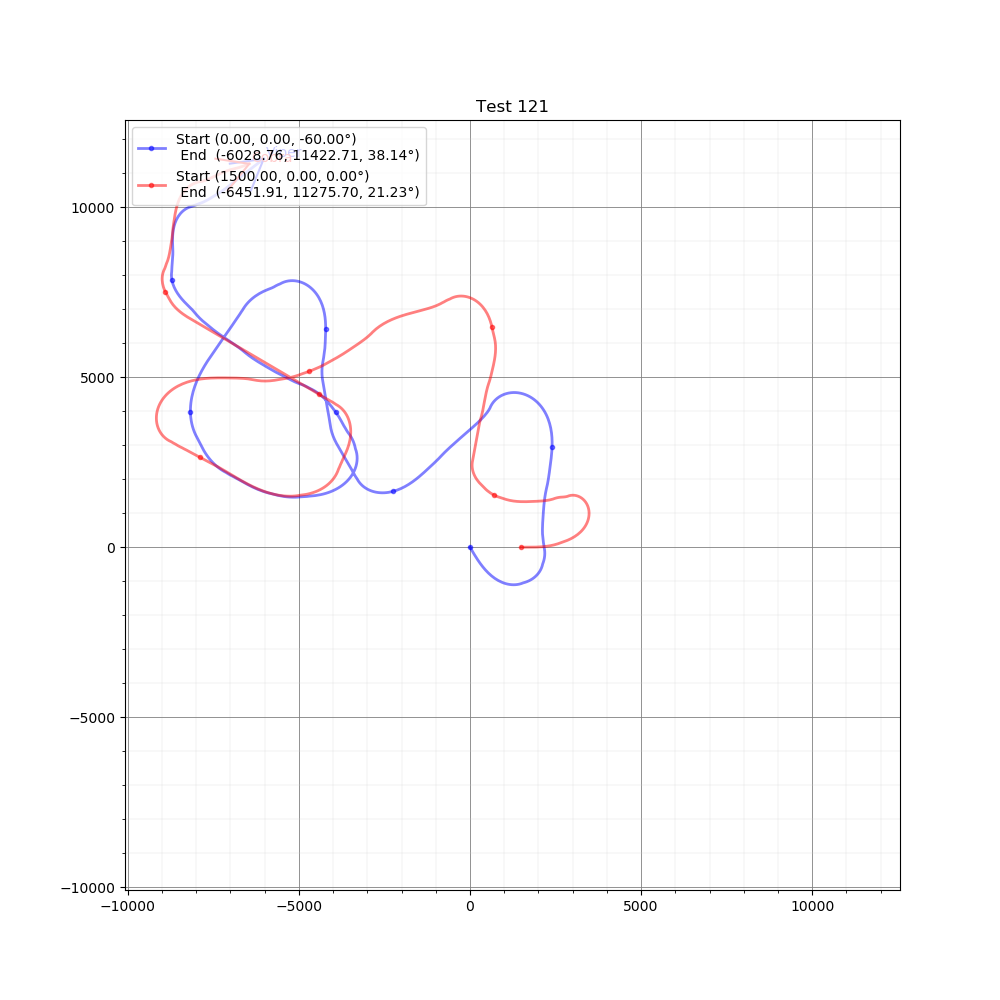 Test 121
Start (0.00, 0.00, -60.00°)
End (-6028.76, 11422.71, 38.14°)
Start (1500.00, 0.00, 0.00°)
End (-6451.91, 11275.70, 21.23°)
10000
5000
0
−5000
−10000
−10000 −5000 0 5000 10000